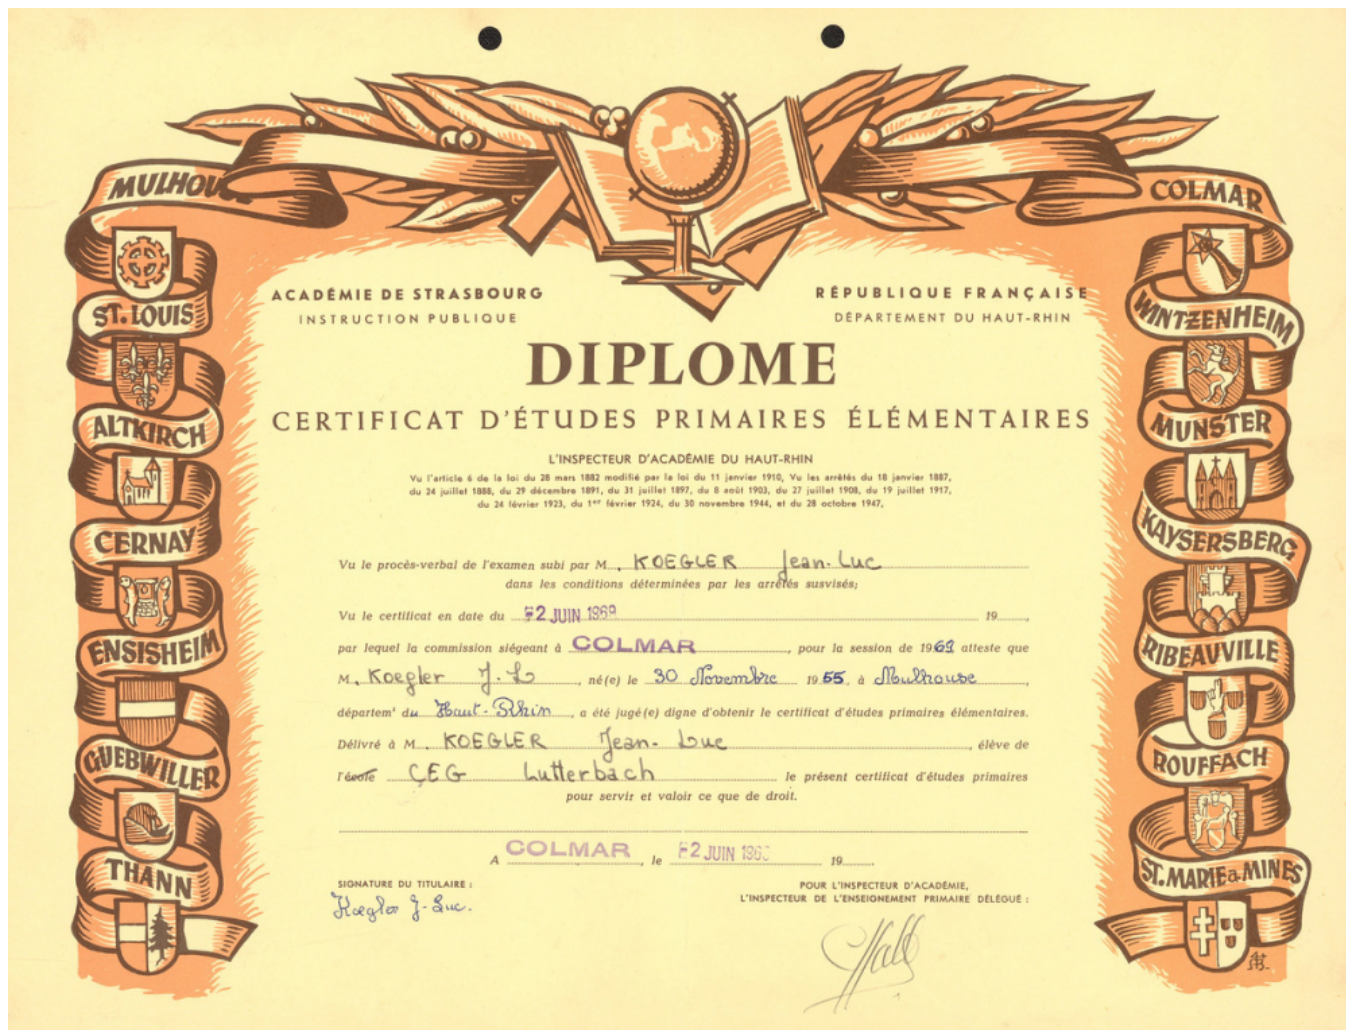 MULHOUSE
COLMAR
ST. LOUIS
WINTZENHEIM
ALTKIRCH
MUNSTER
CERNAY
KAYSERSBERG
ENSISHEIM
RIBEAUVILLE
GUEBWILLER
ROUFFACH
THANN
ST. MARIE a. MINES
ACADÉMIE DE STRASBOURG
INSTRUCTION PUBLIQUE
RÉPUBLIQUE FRANÇAISE
DÉPARTEMENT DU HAUT-RHIN
DIPLOME
CERTIFICAT D'ÉTUDES PRIMAIRES ÉLÉMENTAIRES
L'INSPECTEUR D'ACADÉMIE DU HAUT-RHIN
Vu l'article 6 de la loi du 28 mars 1882 modifié par la loi du 11 janvier 1910, Vu les arrêtés du 18 janvier 1887,
du 24 juillet 1888, du 29 décembre 1891, du 31 juillet 1897, du 8 août 1903, du 27 juillet 1908, du 19 juillet 1917,
du 24 février 1923, du 1er février 1924, du 30 novembre 1944, et du 28 octobre 1947,
Vu le procès-verbal de l'examen subi par M. KOEGLER Jean-Luc
dans les conditions déterminées par les arrêtés susvisés;
Vu le certificat en date du 2 JUIN 1969 19
par lequel la commission siégeant à COLMAR, pour la session de 1969 atteste que
M. Koegler J. L, né(e) le 30 Novembre 1955, à Mulhouse,
départemt du Haut-Rhin, a été jugé(e) digne d'obtenir le certificat d'études primaires élémentaires.
Délivré à M. KOEGLER Jean-Luc, élève de
l'école CEG Lutterbach le présent certificat d'études primaires
pour servir et valoir ce que de droit.
A COLMAR, le 2 JUIN 19
SIGNATURE DU TITULAIRE :
Koegler J-Luc.
POUR L'INSPECTEUR D'ACADÉMIE,
L'INSPECTEUR DE L'ENSEIGNEMENT PRIMAIRE DÉLÉGUÉ :